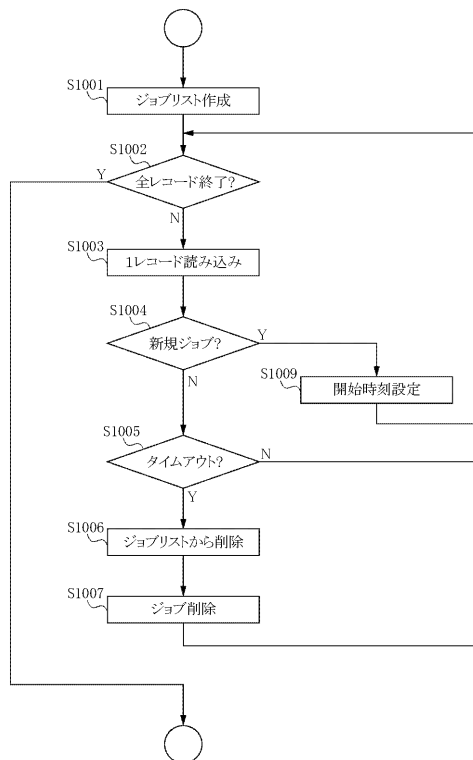 S1001
ジョブリスト作成
S1002
Y
全レコード終了?
N
S1003
1レコード読み込み
S1004
新規ジョブ?
Y
N
S1009
開始時刻設定
S1005
タイムアウト?
N
Y
S1006
ジョブリストから削除
S1007
ジョブ削除